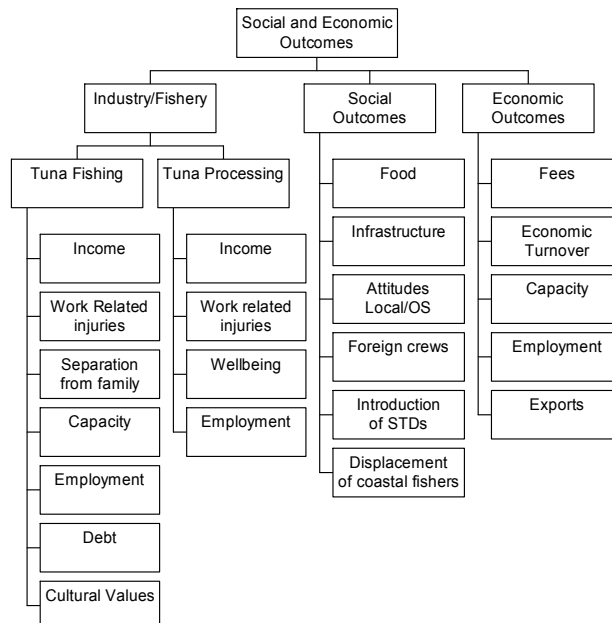 Social and Economic
Outcomes
Industry/Fishery
Social
Outcomes
Economic
Outcomes
Tuna Fishing
Tuna Processing
Income
Work Related
injuries
Separation
from family
Capacity
Employment
Debt
Cultural Values
Income
Work related
injuries
Wellbeing
Employment
Food
Infrastructure
Attitudes
Local/OS
Foreign crews
Introduction
of STDs
Displacement
of coastal fishers
Fees
Economic
Turnover
Capacity
Employment
Exports